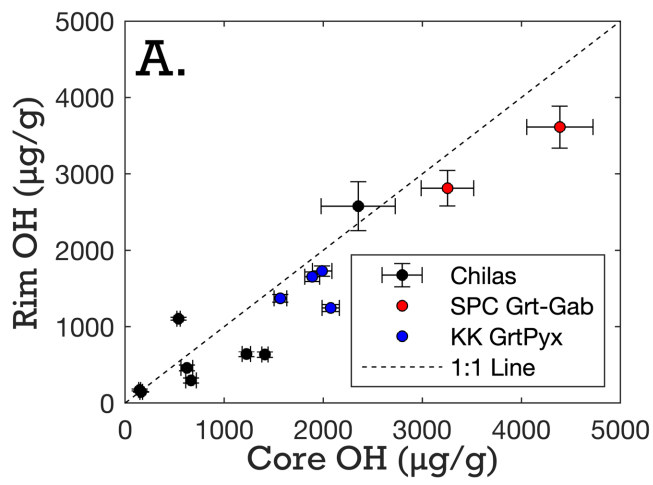 A.
5000
4000
3000
2000
1000
0
Rim OH (µg/g)
Chilas
SPC Grt-Gab
KK GrtPyx
1:1 Line
0 1000 2000 3000 4000 5000
Core OH (µg/g)